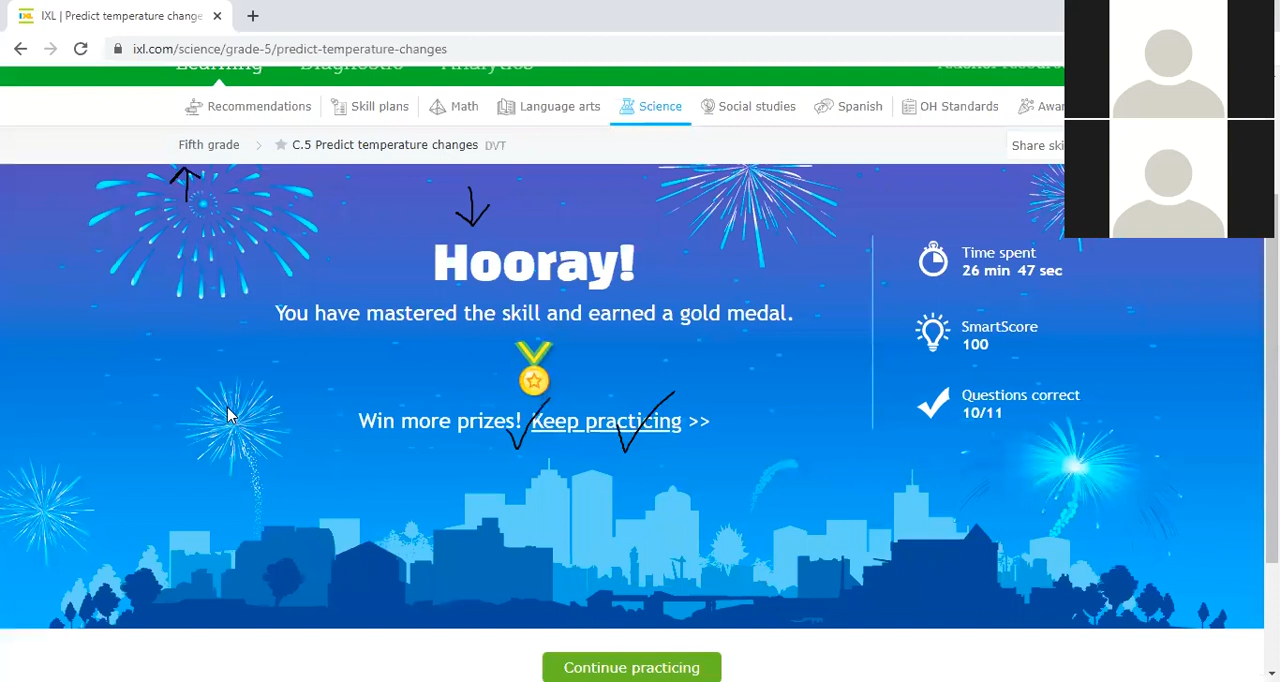 IXL | Predict temperature change
ixl.com/science/grade-5/predict-temperature-changes
Learning Diagnostic Analytics
Recommendations Skill plans Math Language arts Science Social studies Spanish OH Standards Awar
Fifth grade > C.5 Predict temperature changes DVT
Share ski
Hooray!
You have mastered the skill and earned a gold medal.
Win more prizes! Keep practicing >>
Time spent
26 min 47 sec
SmartScore
100
Questions correct
10/11
Continue practicing